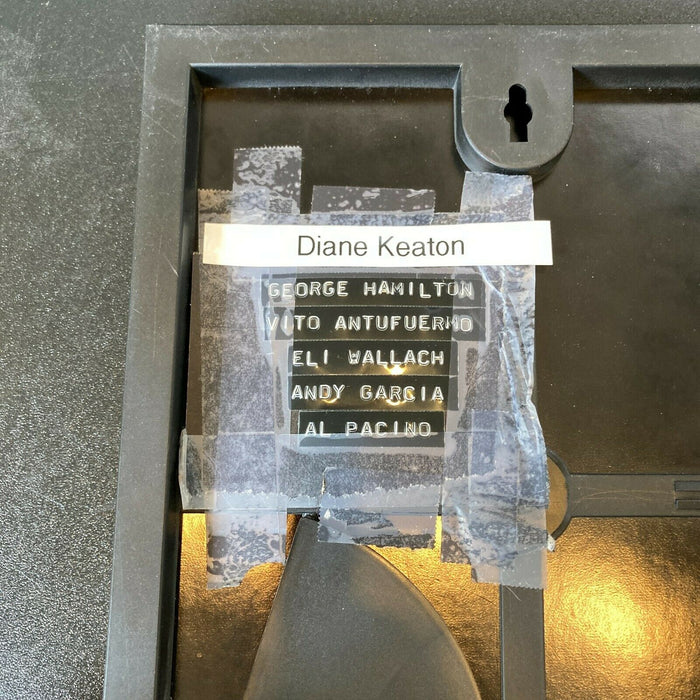 Diane Keaton
GEORGE HAMILTON
VITO ANTUFUERMO
ELI WALLACH
ANDY GARCIA
AL PACINO